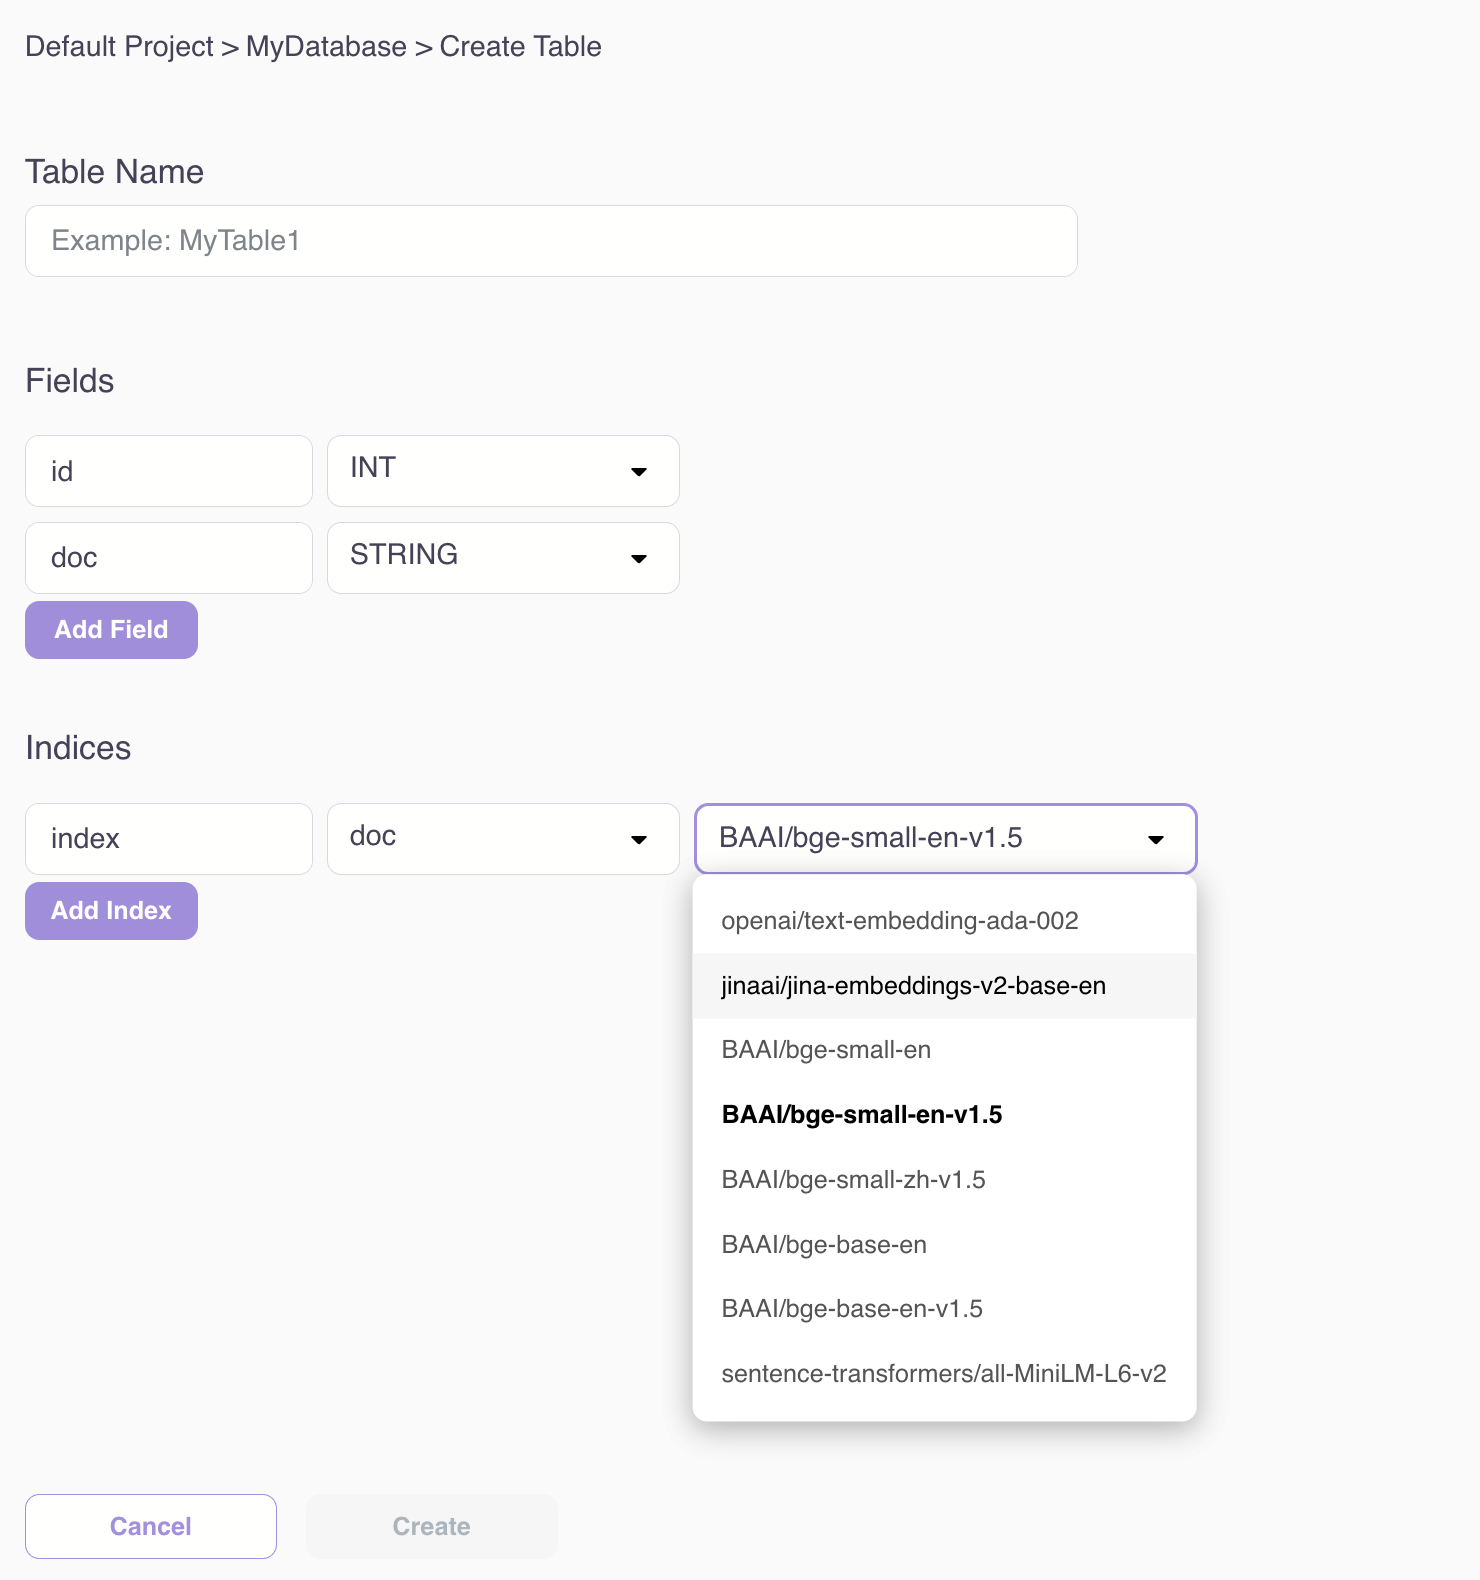 Default Project > MyDatabase > Create Table
Table Name
Example: MyTable1
Fields
id INT
doc STRING
Add Field
Indices
index doc BAAI/bge-small-en-v1.5
Add Index
openai/text-embedding-ada-002
jinaai/jina-embeddings-v2-base-en
BAAI/bge-small-en
BAAI/bge-small-en-v1.5
BAAI/bge-small-zh-v1.5
BAAI/bge-base-en
BAAI/bge-base-en-v1.5
sentence-transformers/all-MiniLM-L6-v2
Cancel Create